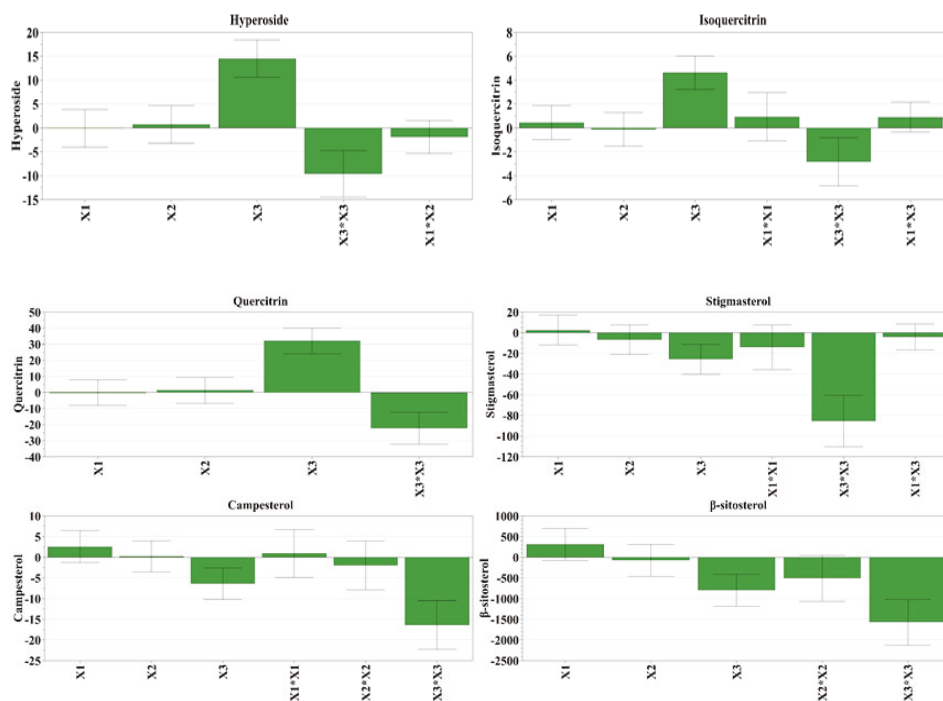 Hyperoside
Hyperoside
20
15
10
5
0
-5
-10
-15
X1
X2
X3
X3*X3
X1*X2
Isoquercitrin
Isoquercitrin
8
6
4
2
0
-2
-4
-6
X1
X2
X3
X1*X1
X3*X3
X1*X3
Quercitrin
Quercitrin
50
40
30
20
10
0
-10
-20
-30
-40
X1
X2
X3
X3*X3
Stigmasterol
Stigmasterol
20
0
-20
-40
-60
-80
-100
-120
X1
X2
X3
X1*X1
X3*X3
X1*X3
Campesterol
Campesterol
10
5
0
-5
-10
-15
-20
-25
X1
X2
X3
X1*X1
X2*X2
X3*X3
β-sitosterol
β-sitosterol
1000
500
0
-500
-1000
-1500
-2000
-2500
X1
X2
X3
X2*X2
X3*X3